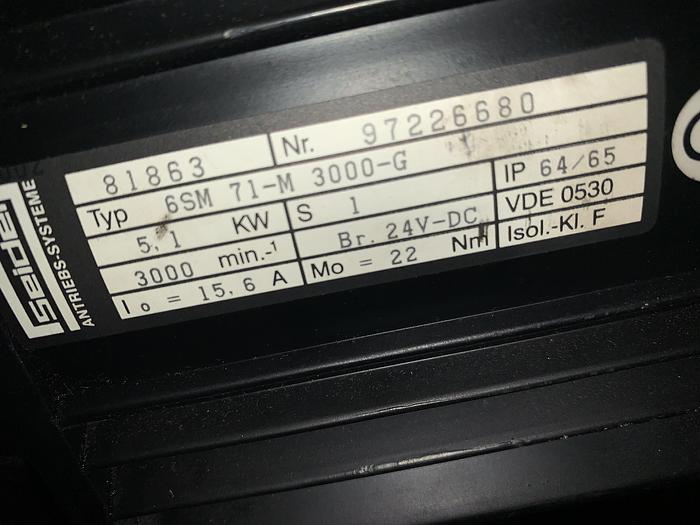 81863 Nr. 97226680
Typ 6SM 71-M 3000-G
5,1 KW S 1 IP 64/65
3000 min.-¹ Br. 24V-DC VDE 0530
I o = 15,6 A Mo = 22 Nm Isol.-Kl. F
Seidel
ANTRIEBS-SYSTEME